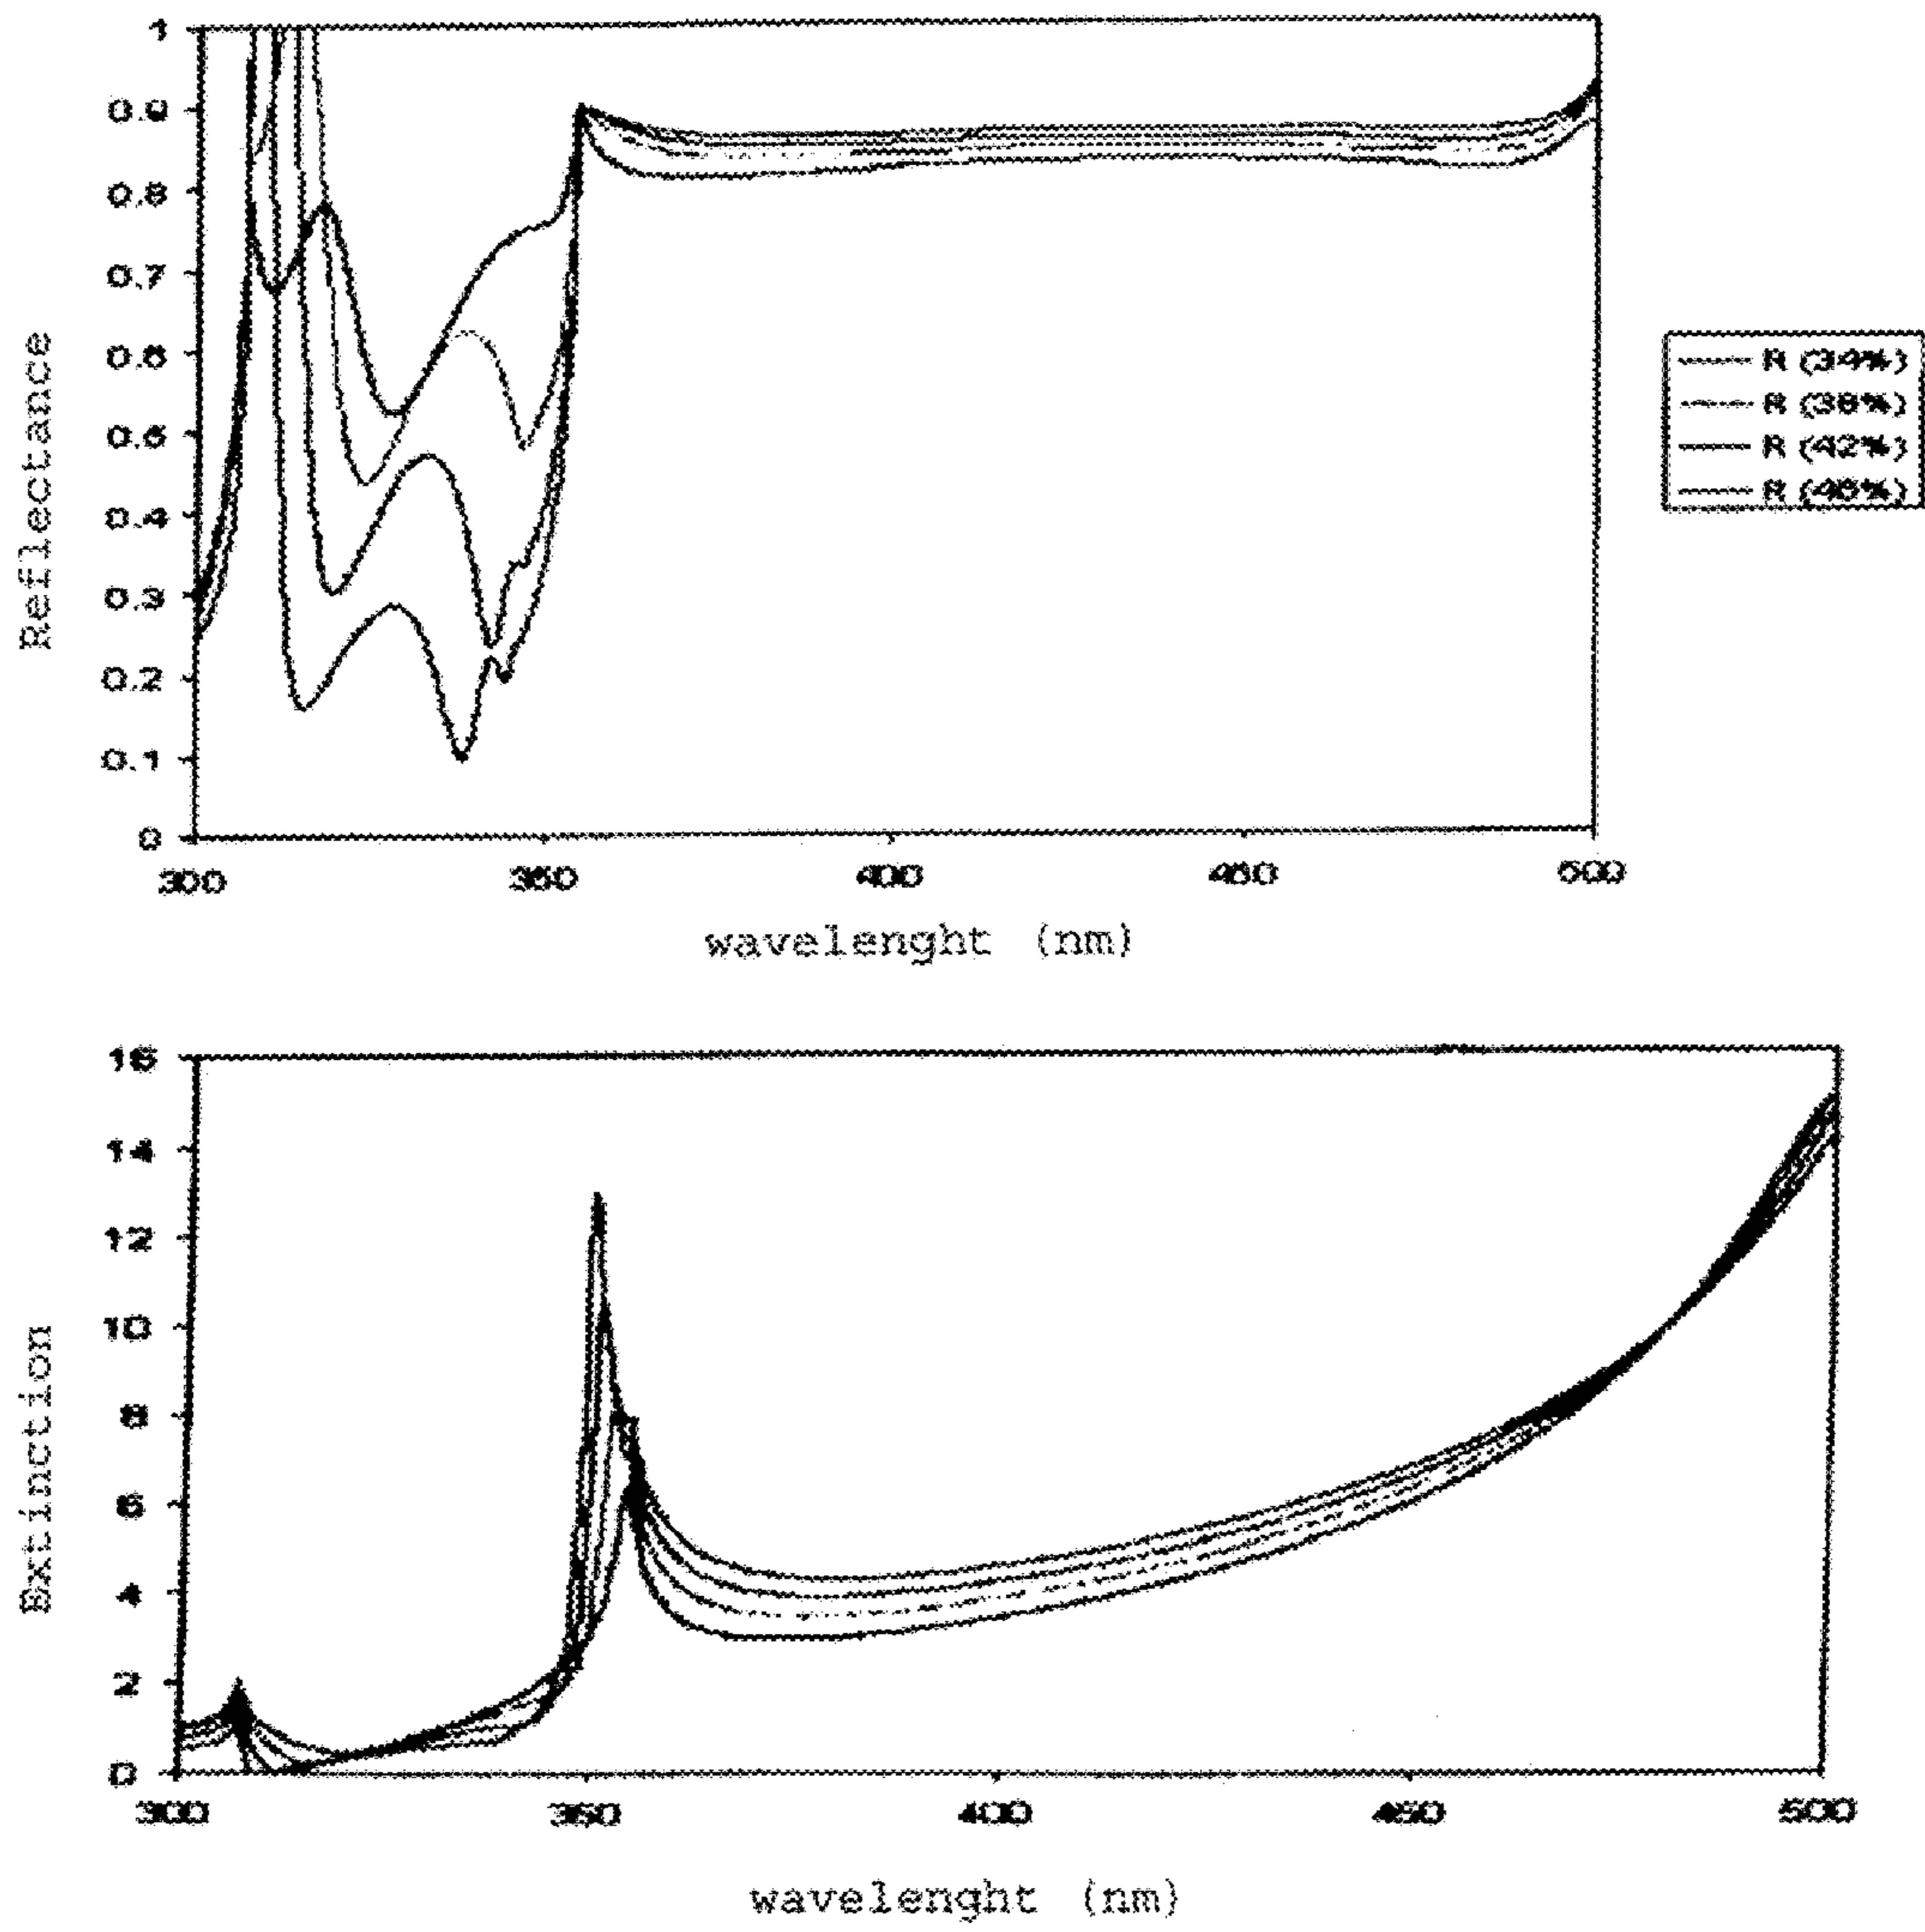 1
0.9
0.8
0.7
0.6
0.5
0.4
0.3
0.2
0.1
0
Reflectance
300 350 400 450 500
wavelenght (nm)
R (34%)
R (38%)
R (42%)
R (46%)
16
14
12
10
8
6
4
2
0
Extinction
300 350 400 450 500
wavelenght (nm)